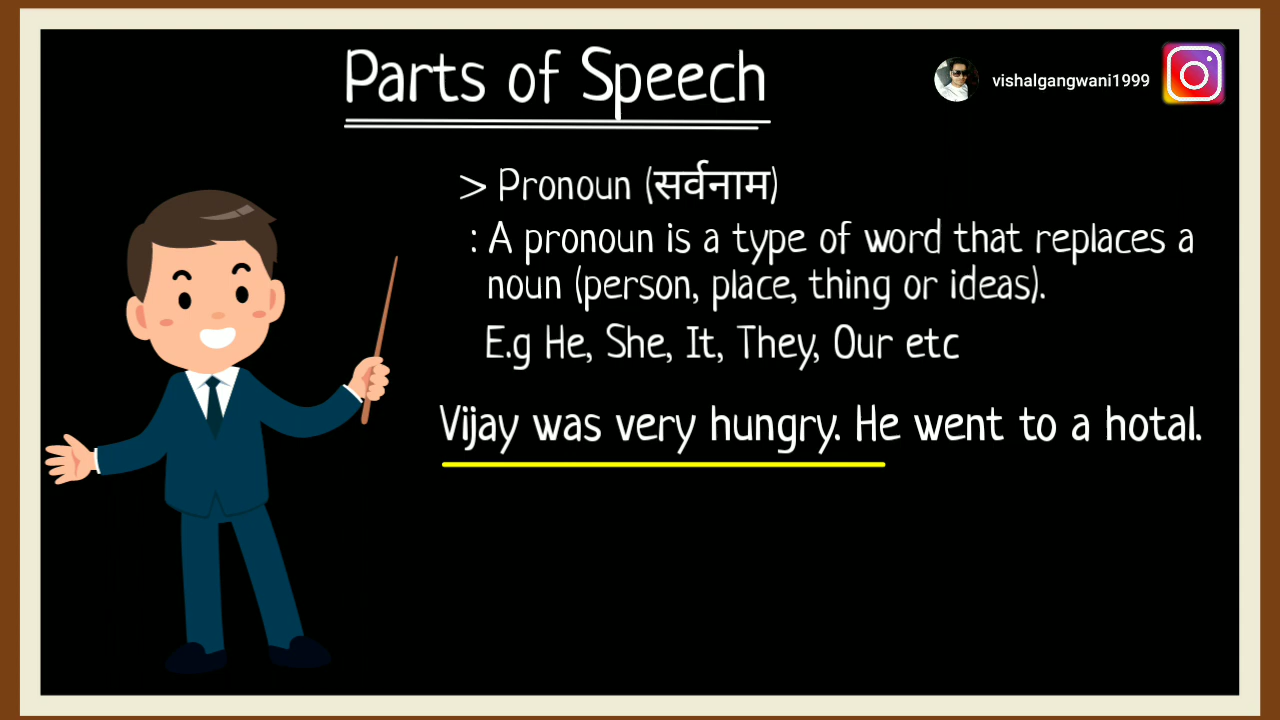 Parts of Speech
vishalgangwani1999
> Pronoun (सर्वनाम)
: A pronoun is a type of word that replaces a
noun (person, place, thing or ideas).
E.g He, She, It, They, Our etc
Vijay was very hungry. He went to a hotal.